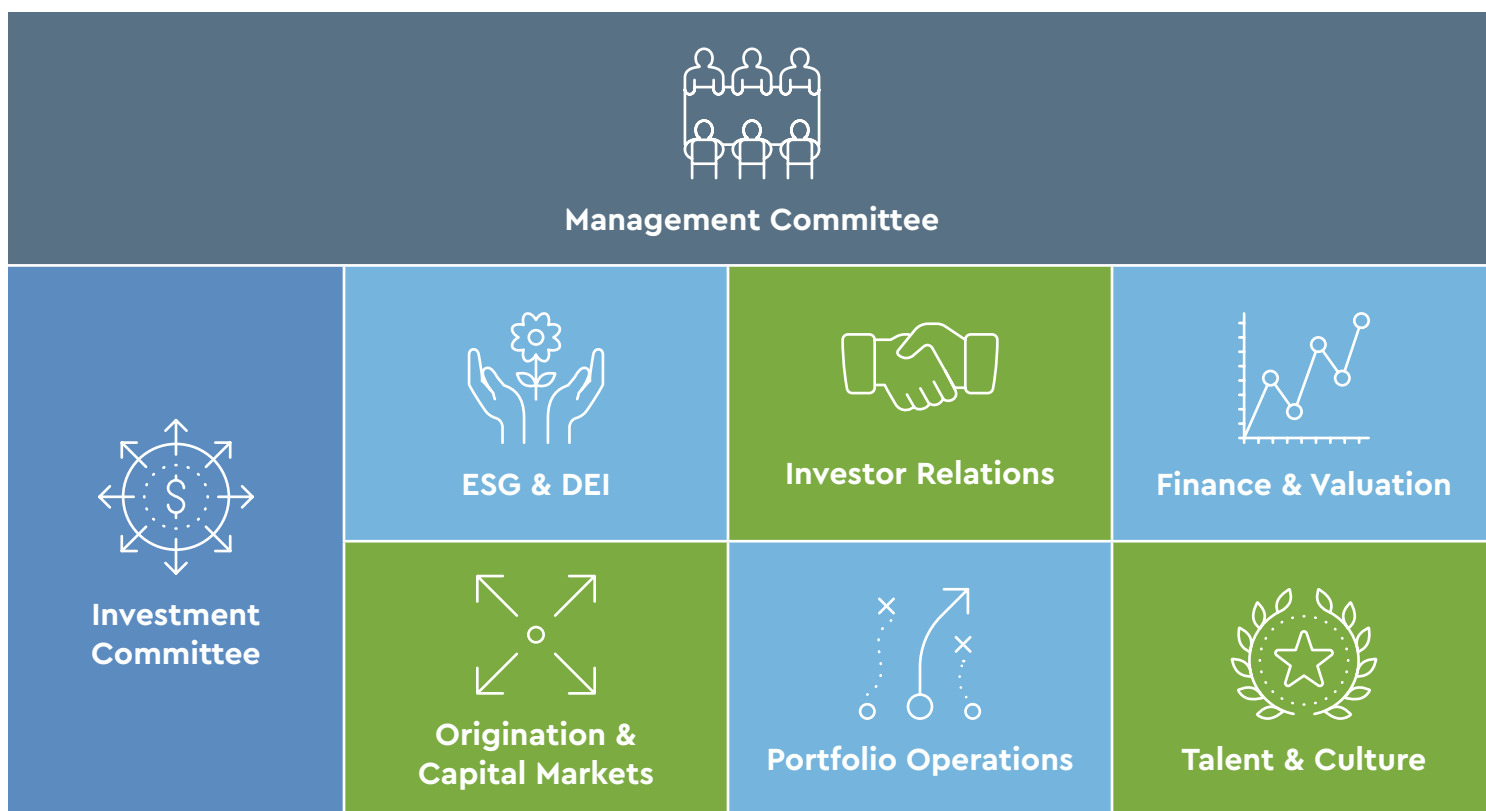 Management Committee
Investment
Committee
ESG & DEI
Investor Relations
Finance & Valuation
Origination &
Capital Markets
Portfolio Operations
Talent & Culture